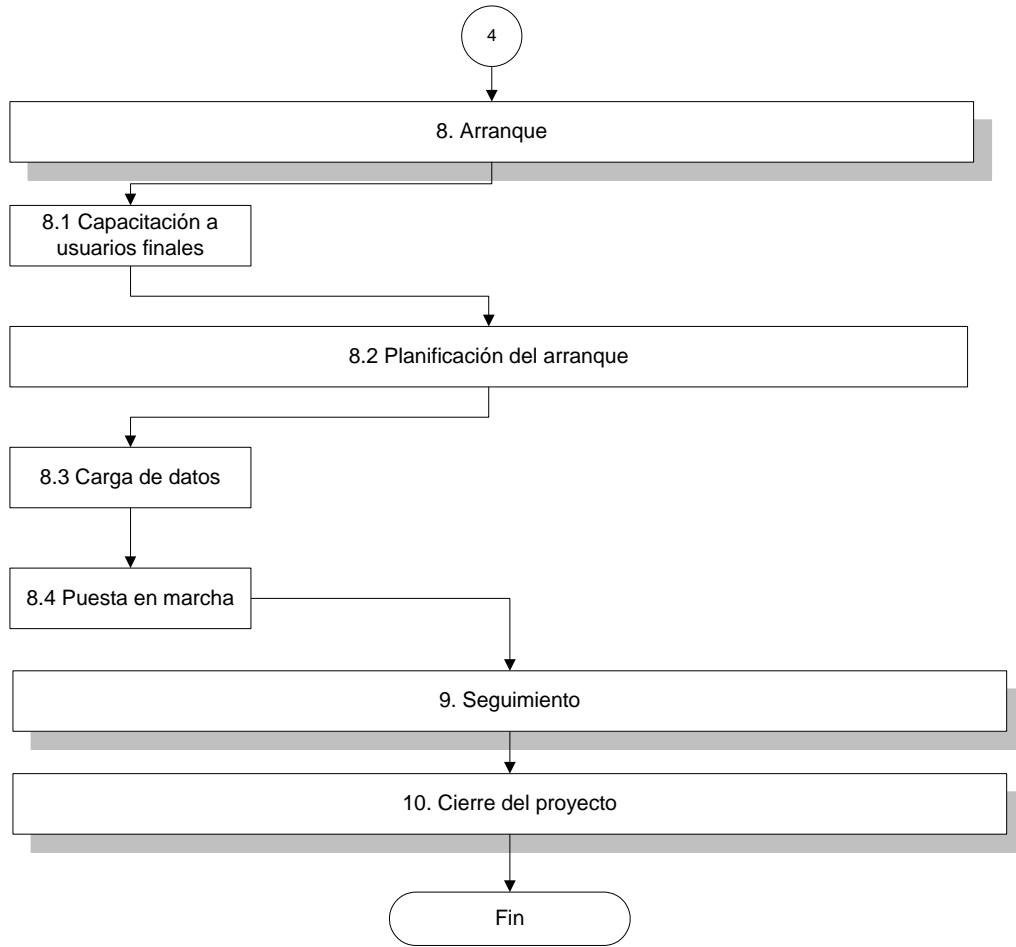 4
8. Arranque
8.1 Capacitación a
usuarios finales
8.2 Planificación del arranque
8.3 Carga de datos
8.4 Puesta en marcha
9. Seguimiento
10. Cierre del proyecto
Fin